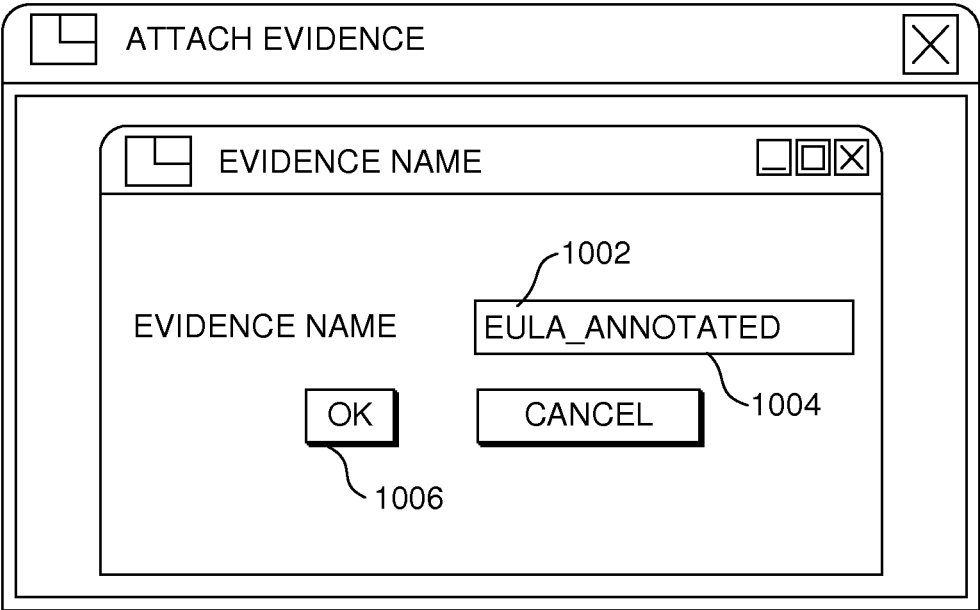 ATTACH EVIDENCE
EVIDENCE NAME
1002
EVIDENCE NAME
EULA_ANNOTATED
OK
CANCEL
1004
1006